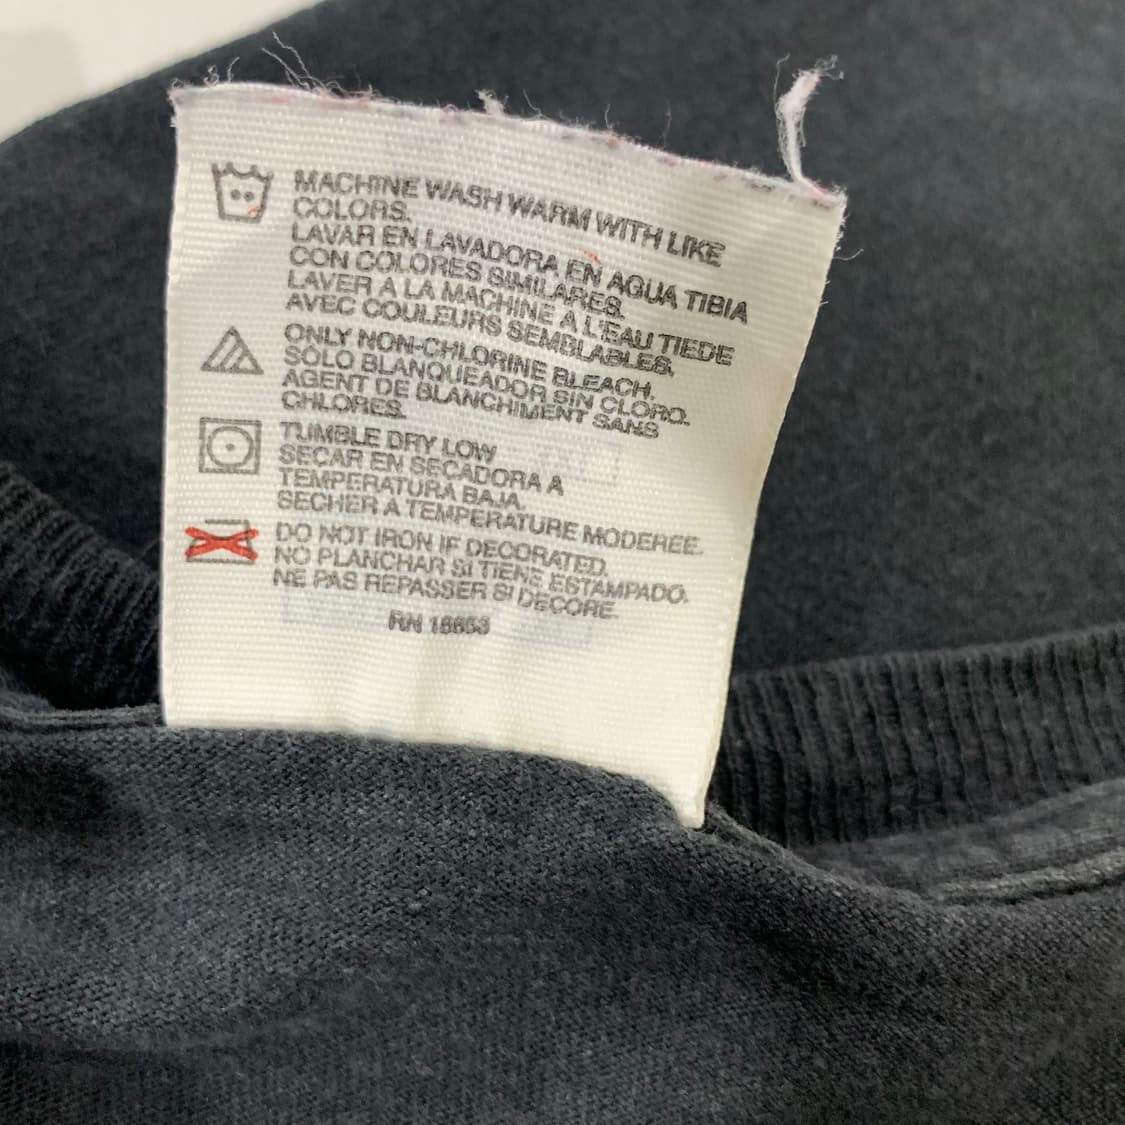 MACHINE WASH WARM WITH LIKE
COLORS.
LAVAR EN LAVADORA EN AGUA TIBIA
CON COLORES SIMILARES.
LAVER A LA MACHINE A L'EAU TIEDE
AVEC COULEURS SEMBLABLES.
ONLY NON-CHLORINE BLEACH.
SÓLO BLANQUEADOR SIN CLORO.
AGENT DE BLANCHIMENT SANS
CHLORES.
TUMBLE DRY LOW
SECAR EN SECADORA A
TEMPERATURA BAJA.
SECHER A TEMPERATURE MODEREE.
DO NOT IRON IF DECORATED.
NO PLANCHAR SI TIENE ESTAMPADO.
NE PAS REPASSER SI DECORE.
RN 18653